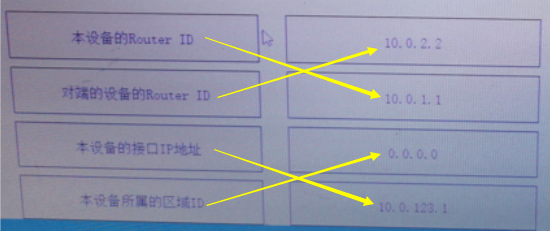 本设备的Router ID
10.0.2.2
对端的设备的Router ID
10.0.1.1
本设备的接口IP地址
0.0.0.0
本设备所属的区域ID
10.0.123.1